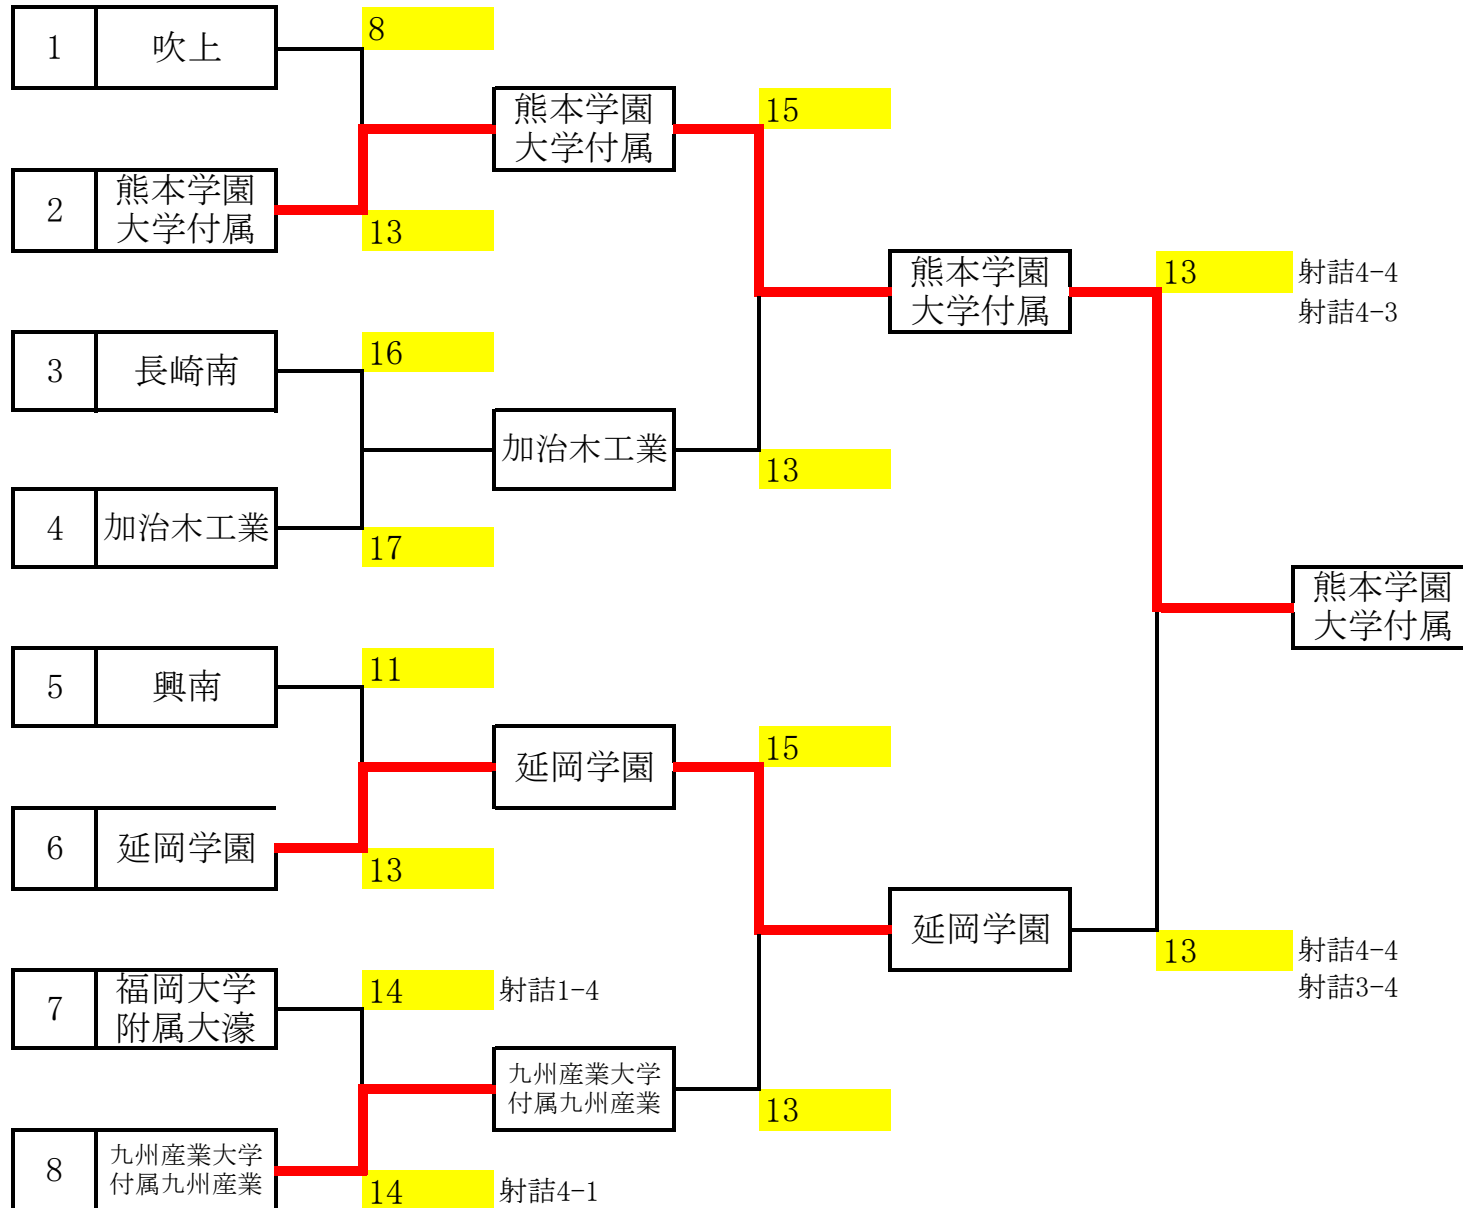 1
吹上
8
2
熊本学園
大学付属
13
熊本学園
大学付属
15
3
長崎南
16
4
加治木工業
17
加治木工業
13
熊本学園
大学付属
13
射詰4-4
射詰4-3
熊本学園
大学付属
5
興南
11
6
延岡学園
13
延岡学園
15
7
福岡大学
附属大濠
14
射詰1-4
8
九州産業大学
付属九州産業
14
射詰4-1
九州産業大学
付属九州産業
13
延岡学園
13
射詰4-4
射詰3-4